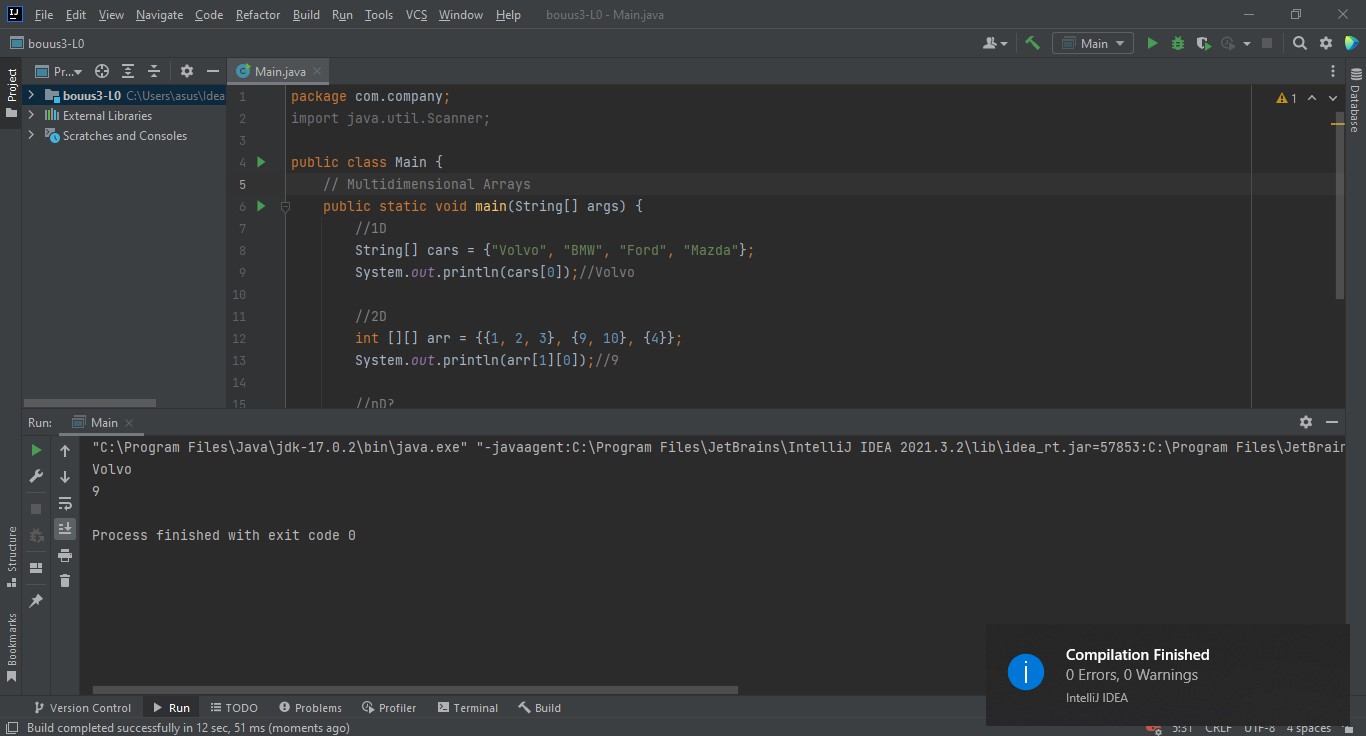 File Edit View Navigate Code Refactor Build Run Tools VCS Window Help bouus3-L0 - Main.java
bouus3-L0
Main
Project
Pr...
Main.java
bouus3-L0 C:\Users\asus\Idea
External Libraries
Scratches and Consoles
1 package com.company;
2 import java.util.Scanner;
3
4 public class Main {
5 // Multidimensional Arrays
6 public static void main(String[] args) {
7 //1D
8 String[] cars = {"Volvo", "BMW", "Ford", "Mazda"};
9 System.out.println(cars[0]);//Volvo
10
11 //2D
12 int [][] arr = {{1, 2, 3}, {9, 10}, {4}};
13 System.out.println(arr[1][0]);//9
14
15 //nD?
1
Database
Run: Main
"C:\Program Files\Java\jdk-17.0.2\bin\java.exe" "-javaagent:C:\Program Files\JetBrains\IntelliJ IDEA 2021.3.2\lib\idea_rt.jar=57853:C:\Program Files\JetBrain
Volvo
9
Process finished with exit code 0
Structure
Bookmarks
Compilation Finished
0 Errors, 0 Warnings
IntelliJ IDEA
Version Control Run TODO Problems Profiler Terminal Build
Build completed successfully in 12 sec, 51 ms (moments ago) 5:31 CRLF UTF-8 4 spaces